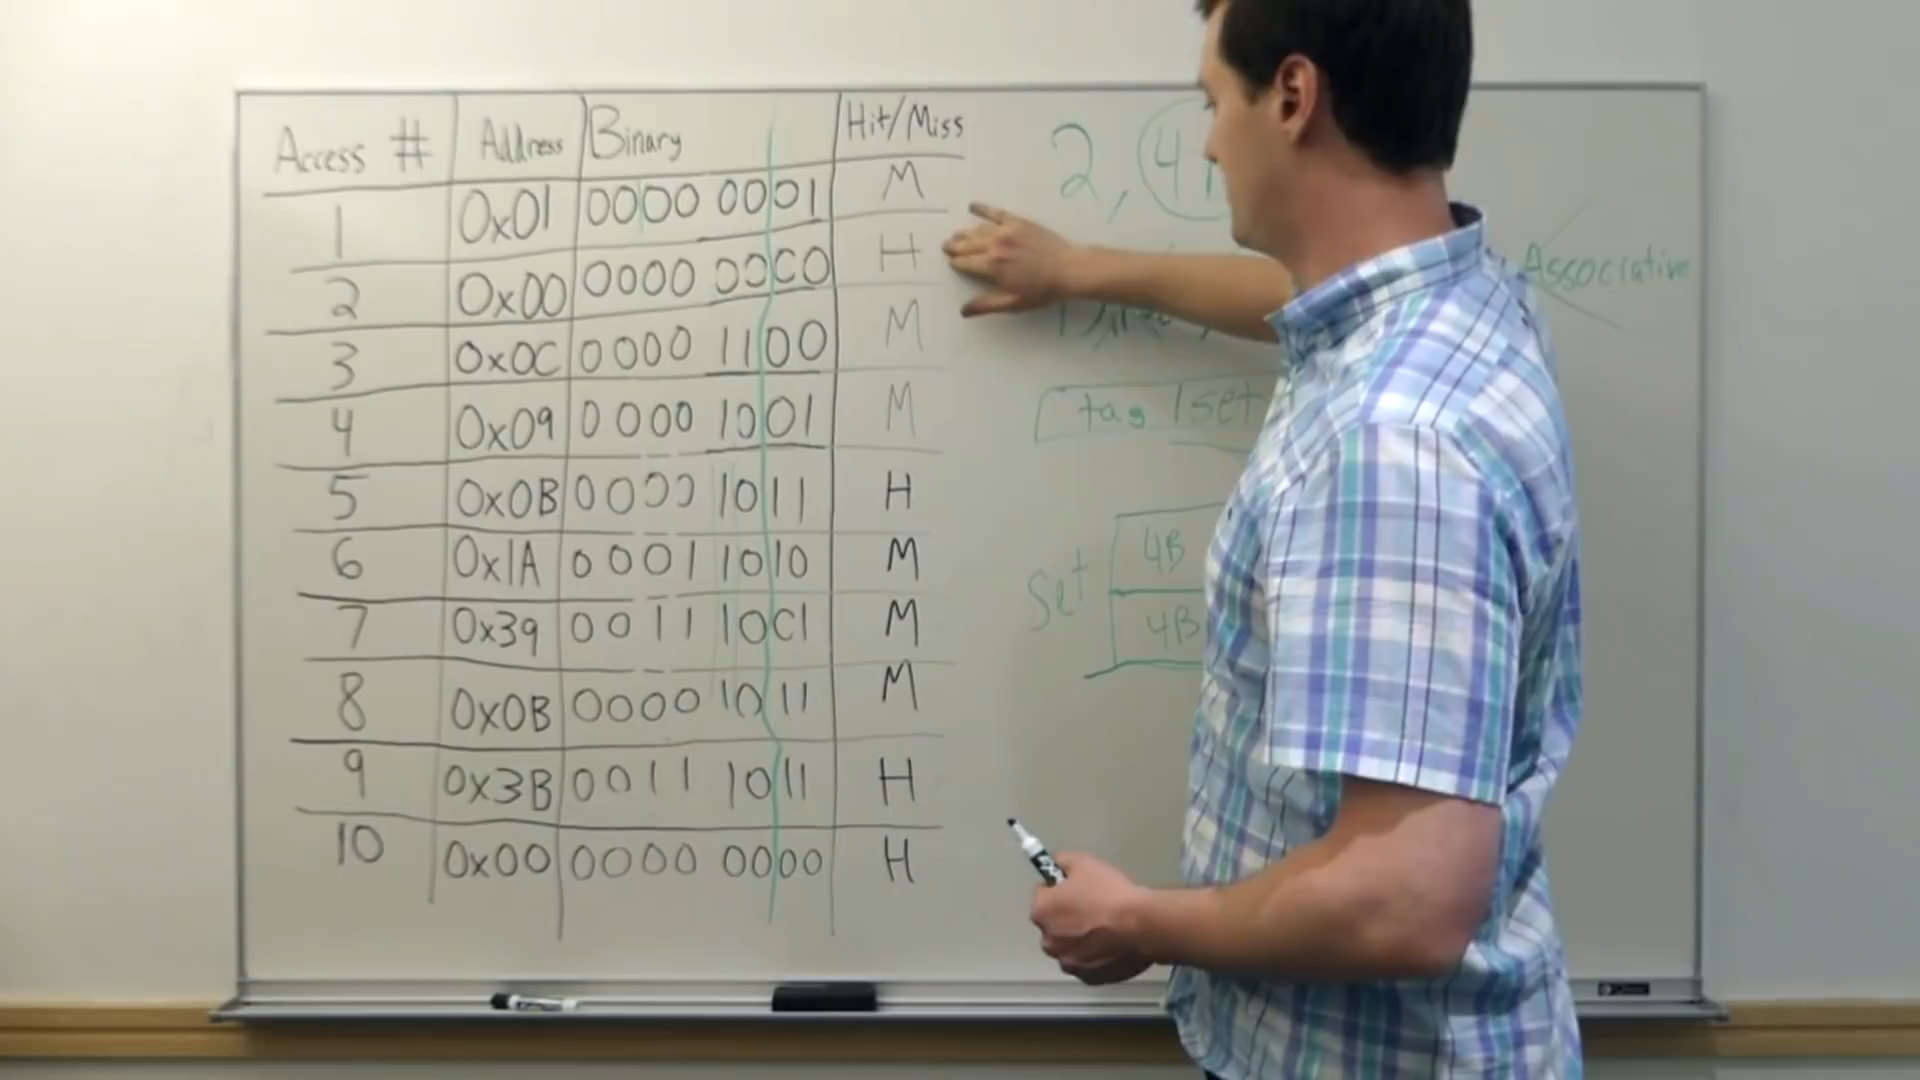 Access # Address Binary Hit/Miss
1 0x01 0000 0001 M
2 0x00 0000 0000 H
3 0x0C 0000 1100 M
4 0x09 0000 1001 M
5 0x0B 0000 1011 H
6 0x1A 0001 1010 M
7 0x39 0011 1001 M
8 0x0B 0000 1011 M
9 0x3B 0011 1011 H
10 0x00 0000 0000 H
2, 4
Associative
tag set
Set
4B
4B